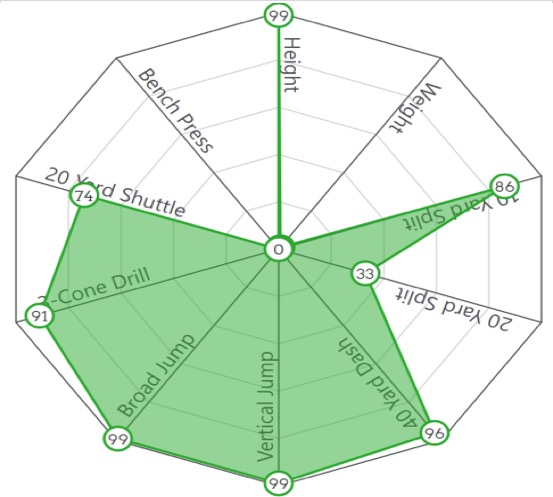 99
Height
Bench Press
Weight
20 Yard Shuttle
74
86
10 Yard Split
0
33
3-Cone Drill
20 Yard Split
91
Broad Jump
Vertical Jump
40 Yard Dash
99
96
99